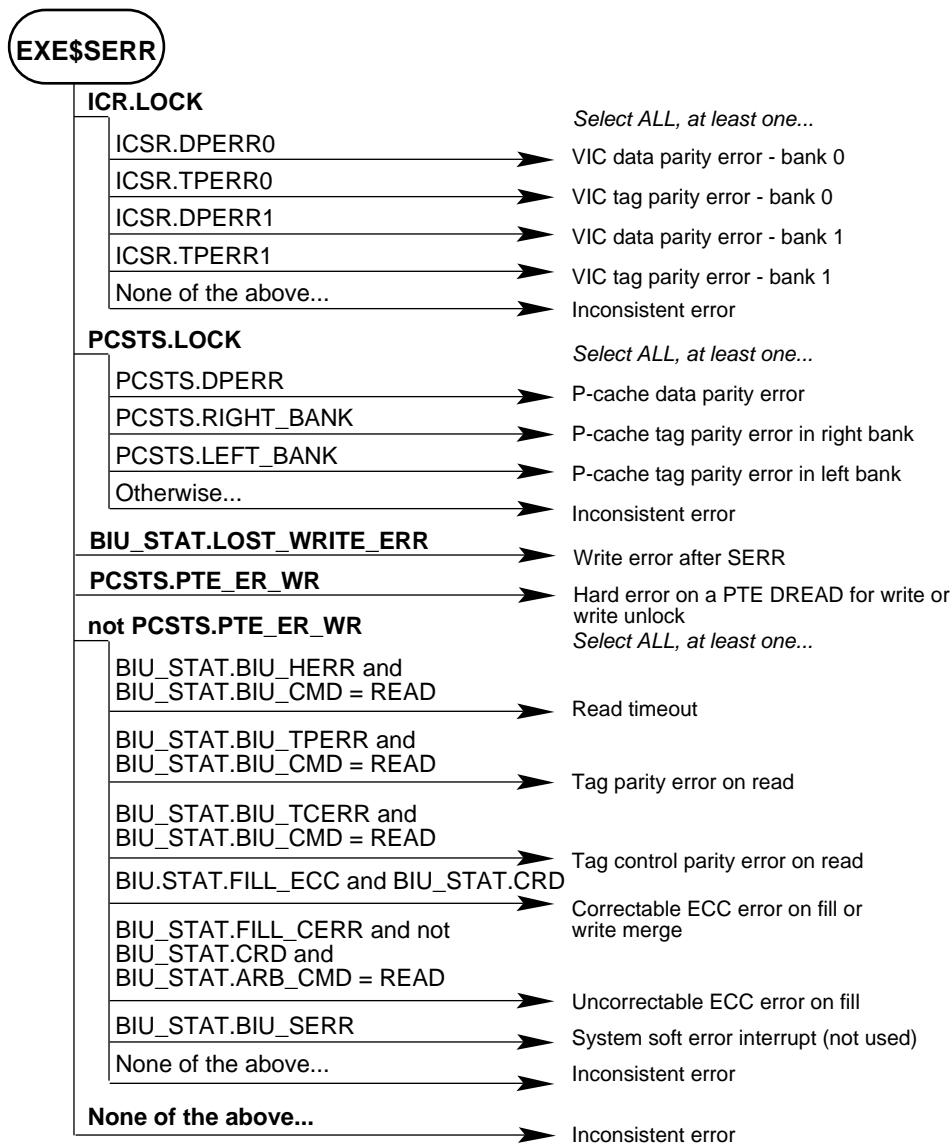 EXE$SERR
ICR.LOCK
Select ALL, at least one...
ICSR.DPERR0
VIC data parity error - bank 0
ICSR.TPERR0
VIC tag parity error - bank 0
ICSR.DPERR1
VIC data parity error - bank 1
ICSR.TPERR1
VIC tag parity error - bank 1
None of the above...
Inconsistent error
PCSTS.LOCK
Select ALL, at least one...
PCSTS.DPERR
P-cache data parity error
PCSTS.RIGHT_BANK
P-cache tag parity error in right bank
PCSTS.LEFT_BANK
P-cache tag parity error in left bank
Otherwise...
Inconsistent error
BIU_STAT.LOST_WRITE_ERR
Write error after SERR
PCSTS.PTE_ER_WR
Hard error on a PTE DREAD for write or
write unlock
not PCSTS.PTE_ER_WR
Select ALL, at least one...
BIU_STAT.BIU_HERR and
BIU_STAT.BIU_CMD = READ
Read timeout
BIU_STAT.BIU_TPERR and
BIU_STAT.BIU_CMD = READ
Tag parity error on read
BIU_STAT.BIU_TCERR and
BIU_STAT.BIU_CMD = READ
Tag control parity error on read
BIU.STAT.FILL_ECC and BIU_STAT.CRD
Correctable ECC error on fill or
write merge
BIU_STAT.FILL_CERR and not
BIU_STAT.CRD and
BIU_STAT.ARB_CMD = READ
Uncorrectable ECC error on fill
BIU_STAT.BIU_SERR
System soft error interrupt (not used)
None of the above...
Inconsistent error
None of the above...
Inconsistent error